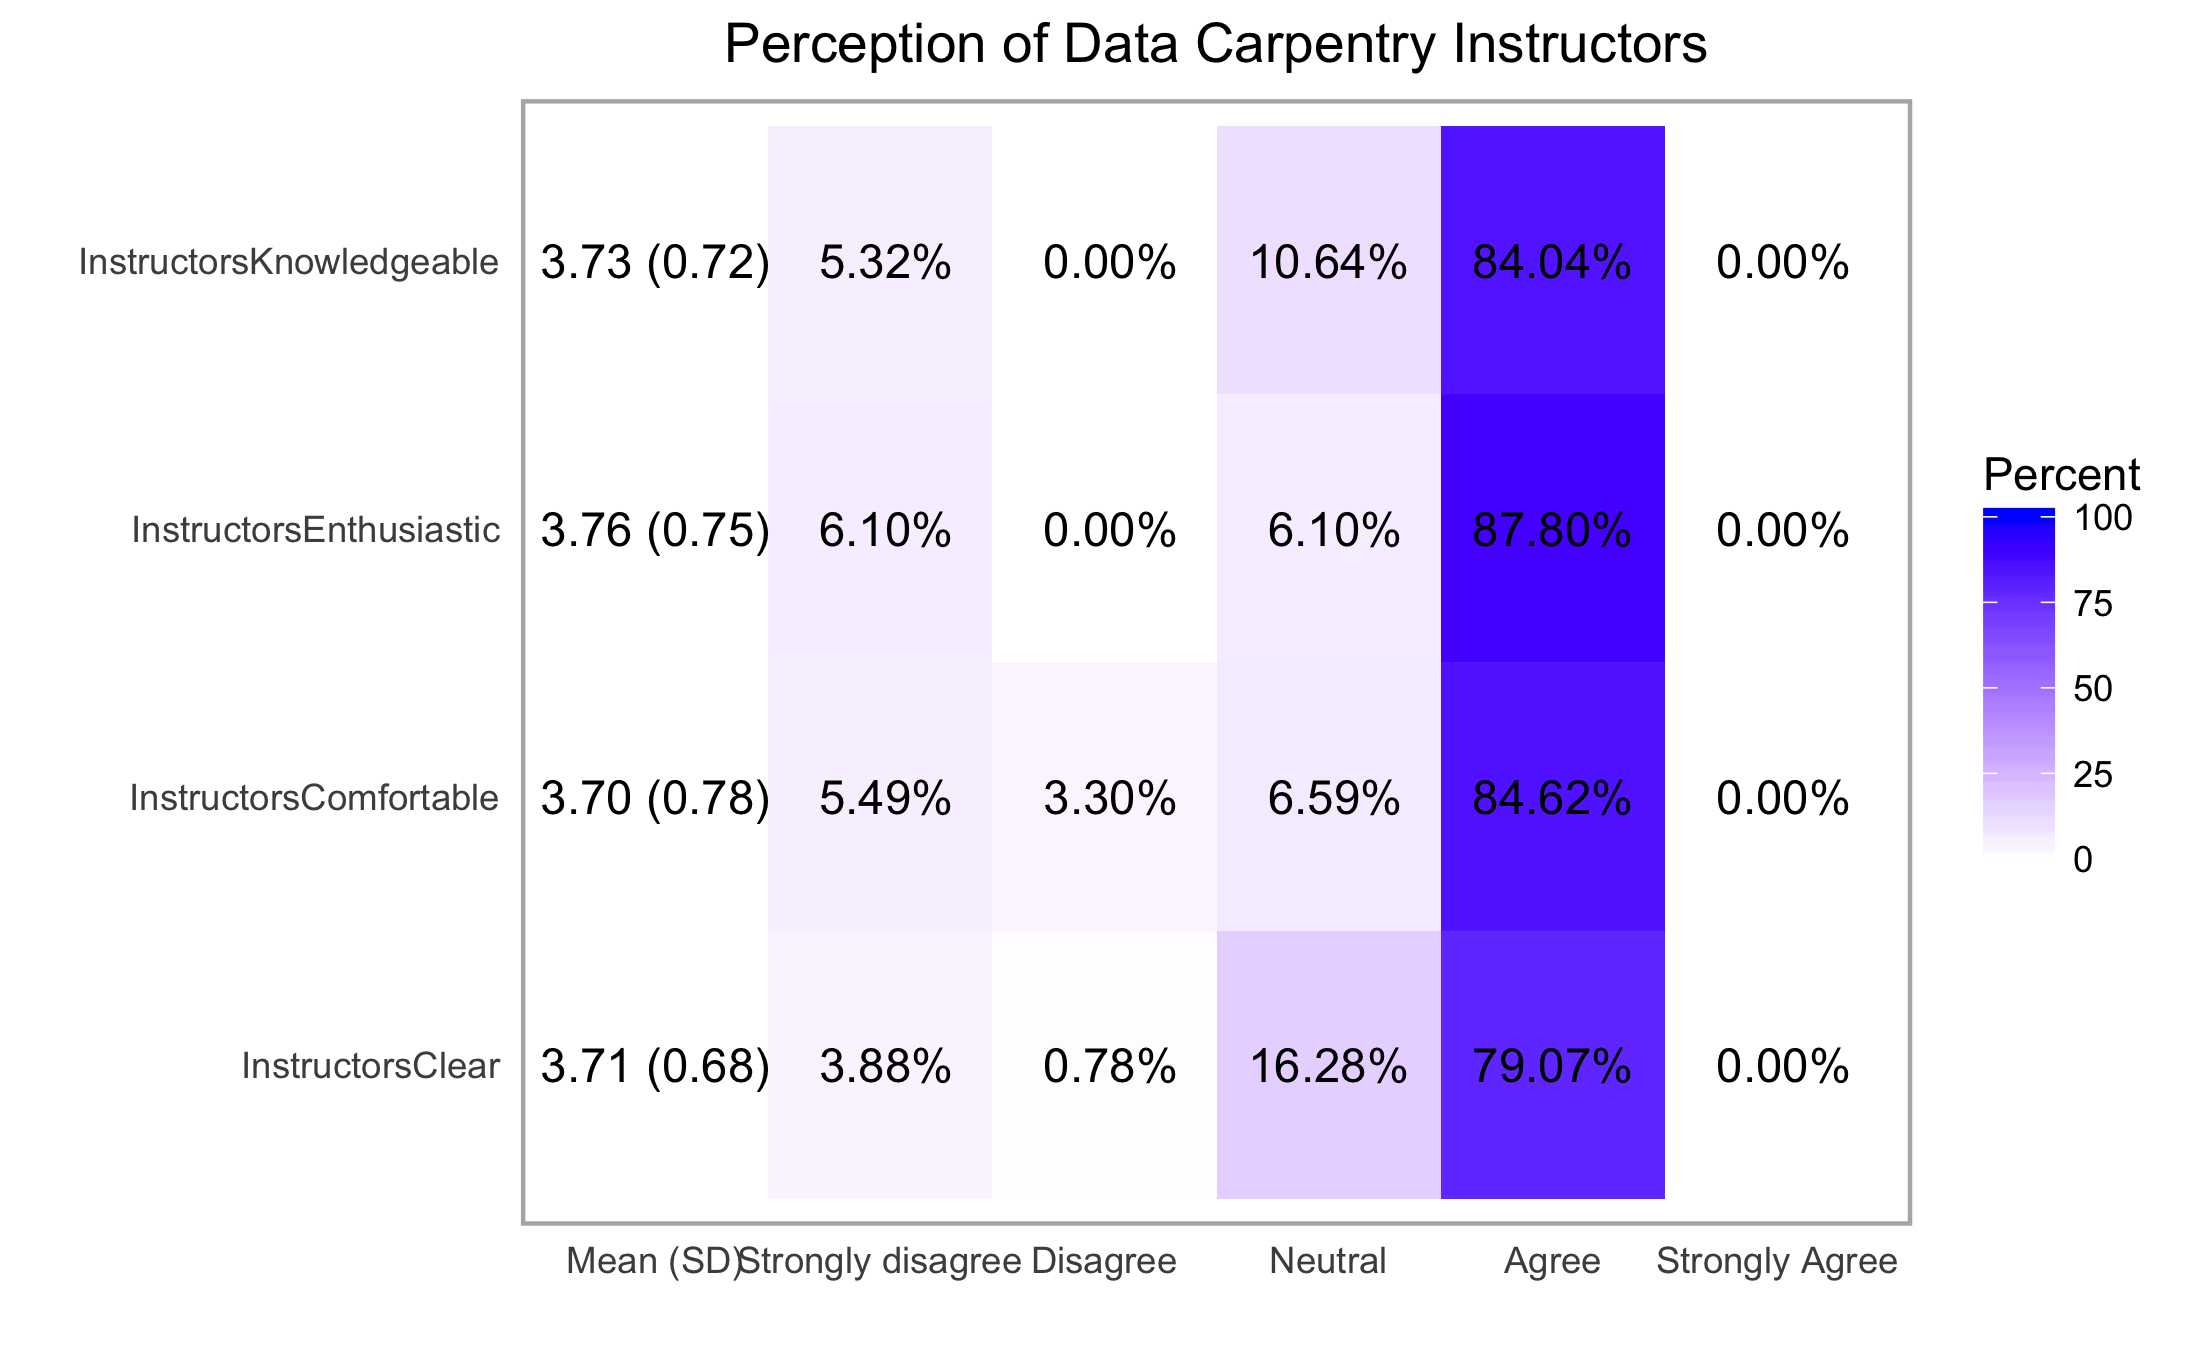 Perception of Data Carpentry Instructors
InstructorsKnowledgeable 3.73 (0.72) 5.32% 0.00% 10.64% 84.04% 0.00%
InstructorsEnthusiastic 3.76 (0.75) 6.10% 0.00% 6.10% 87.80% 0.00%
InstructorsComfortable 3.70 (0.78) 5.49% 3.30% 6.59% 84.62% 0.00%
InstructorsClear 3.71 (0.68) 3.88% 0.78% 16.28% 79.07% 0.00%
Mean (SD) Strongly disagree Disagree Neutral Agree Strongly Agree
Percent
100
75
50
25
0